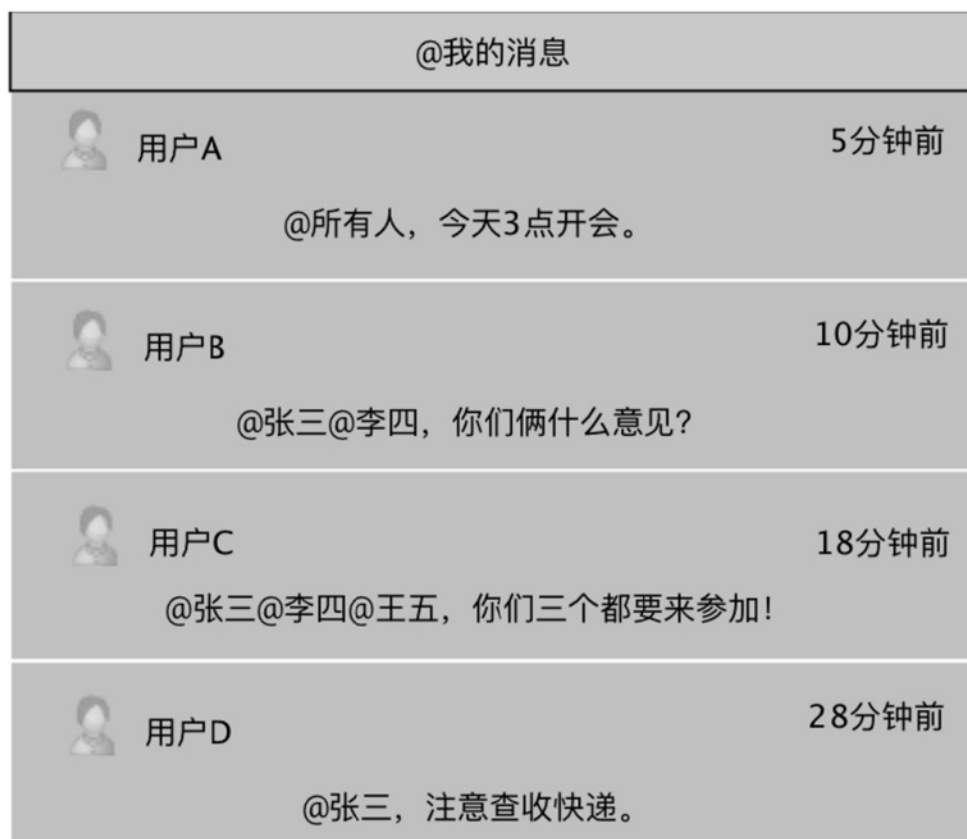 @我的消息
用户A
5分钟前
@所有人，今天3点开会。
用户B
10分钟前
@张三@李四，你们俩什么意见？
用户C
18分钟前
@张三@李四@王五，你们三个都要来参加！
用户D
28分钟前
@张三，注意查收快递。